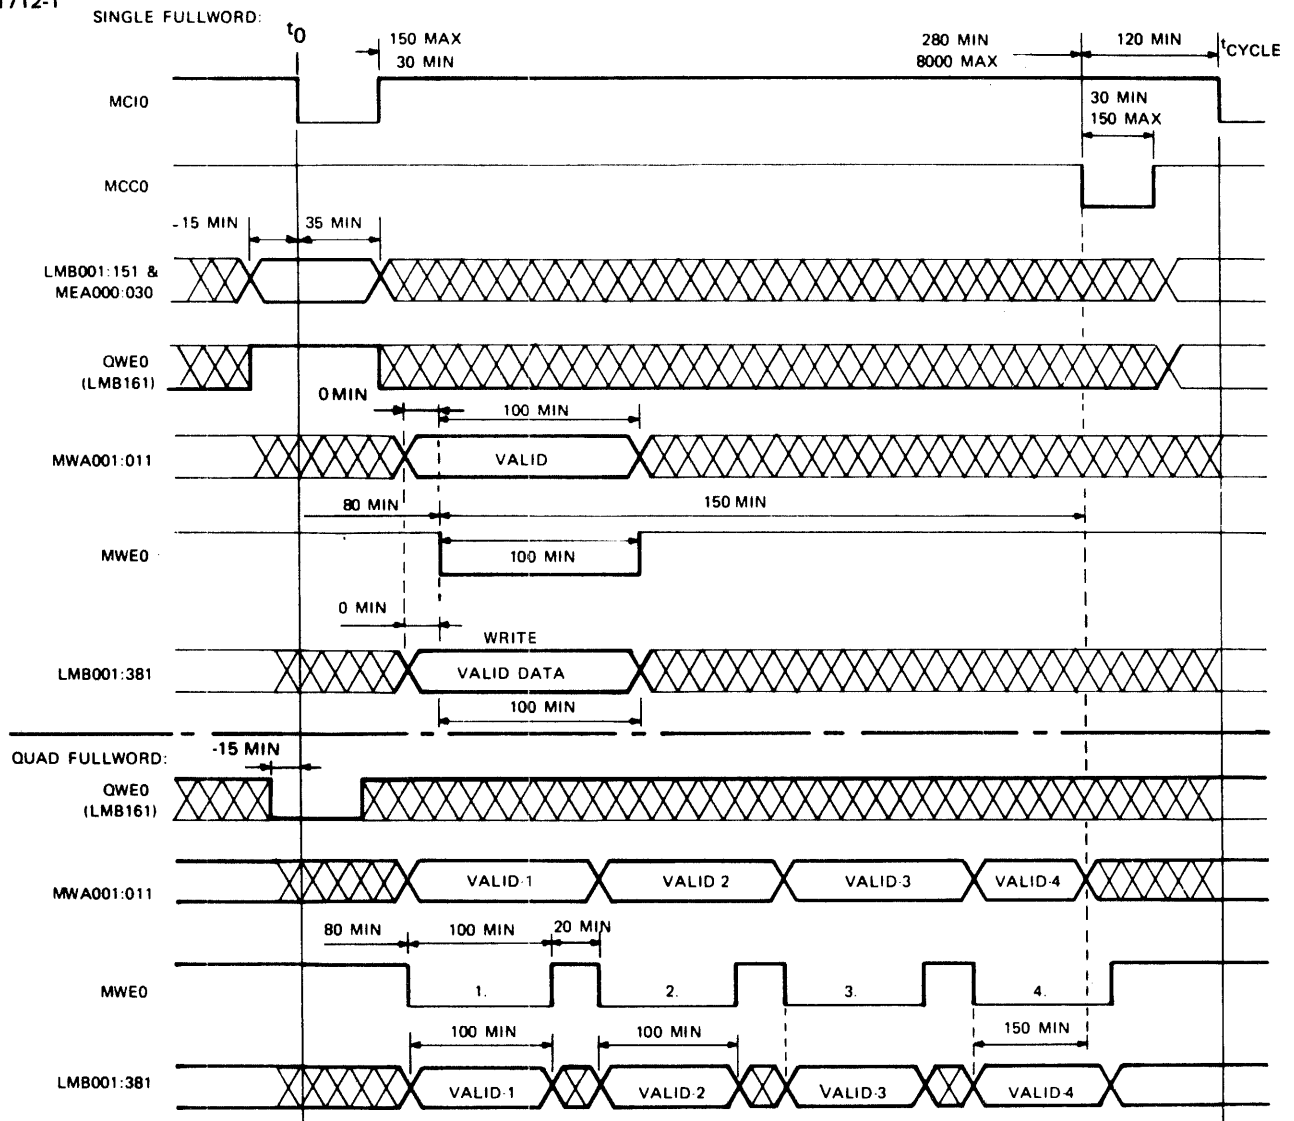 SINGLE FULLWORD:
t0
150 MAX
30 MIN
280 MIN
8000 MAX
120 MIN
tCYCLE
MCI0
30 MIN
150 MAX
MCC0
-15 MIN
35 MIN
LMB001:151 &
MEA000:030
QWE0
(LMB161)
0 MIN
100 MIN
MWA001:011
VALID
80 MIN
150 MIN
MWE0
100 MIN
0 MIN
WRITE
LMB001:381
VALID DATA
100 MIN
QUAD FULLWORD:
-15 MIN
QWE0
(LMB161)
MWA001:011
VALID-1
VALID 2
VALID-3
VALID-4
80 MIN
100 MIN
20 MIN
MWE0
1.
2.
3.
4.
100 MIN
100 MIN
150 MIN
LMB001:381
VALID-1
VALID-2
VALID-3
VALID-4